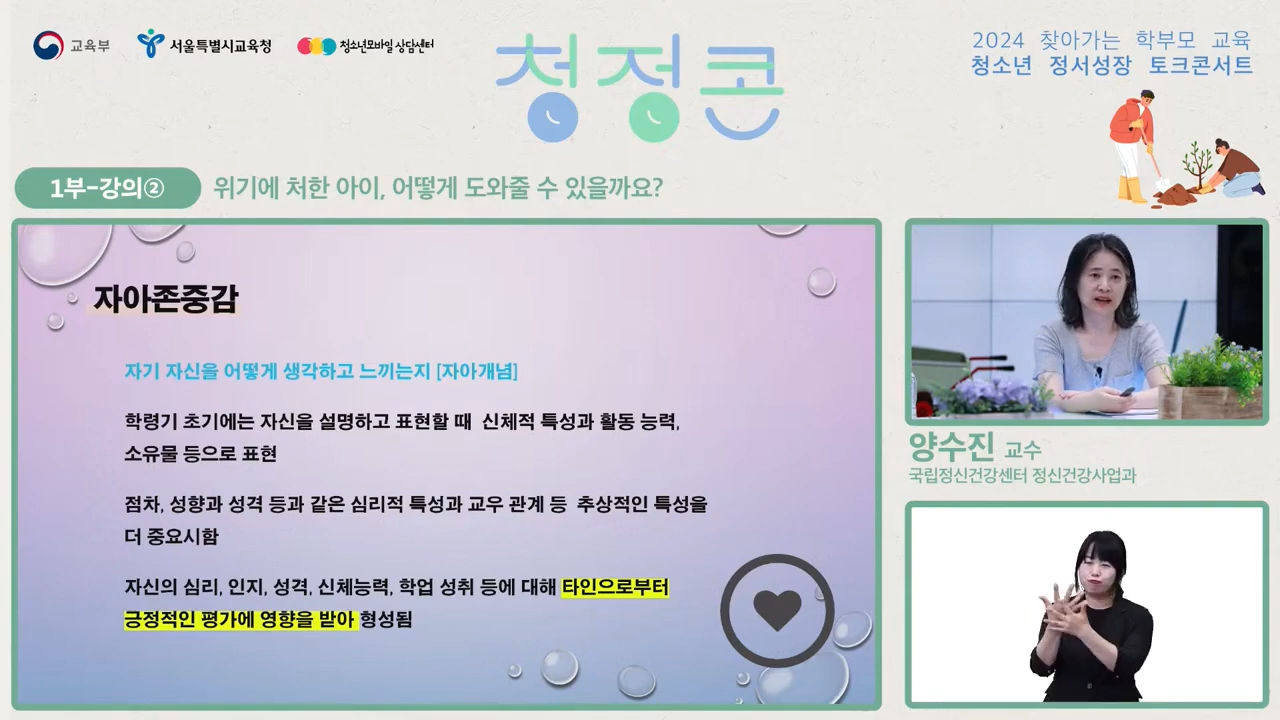 교육부
서울특별시교육청
청소년모바일 상담센터
청정콘
2024 찾아가는 학부모 교육
청소년 정서성장 토크콘서트
1부-강의② 위기에 처한 아이, 어떻게 도와줄 수 있을까요?
자아존중감
자기 자신을 어떻게 생각하고 느끼는지 [자아개념]
학령기 초기에는 자신을 설명하고 표현할 때 신체적 특성과 활동 능력,
소유물 등으로 표현
점차, 성향과 성격 등과 같은 심리적 특성과 교우 관계 등 추상적인 특성을
더 중요시함
자신의 심리, 인지, 성격, 신체능력, 학업 성취 등에 대해 타인으로부터
긍정적인 평가에 영향을 받아 형성됨
양수진 교수
국립정신건강센터 정신건강사업과